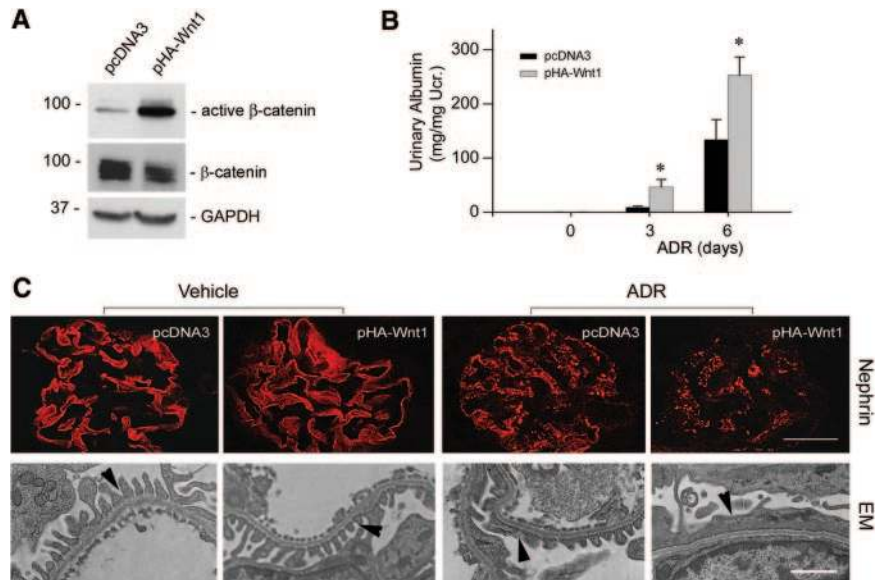 A
pcDNA3
pHA-Wnt1
100 -
- active β-catenin
100 -
- β-catenin
37 -
- GAPDH
B
Urinary Albumin
(mg/mg Ucr.)
300
200
100
0
pcDNA3
pHA-Wnt1
*
*
0
3
6
ADR (days)
C
Vehicle
ADR
pcDNA3
pHA-Wnt1
pcDNA3
pHA-Wnt1
Nephrin
EM